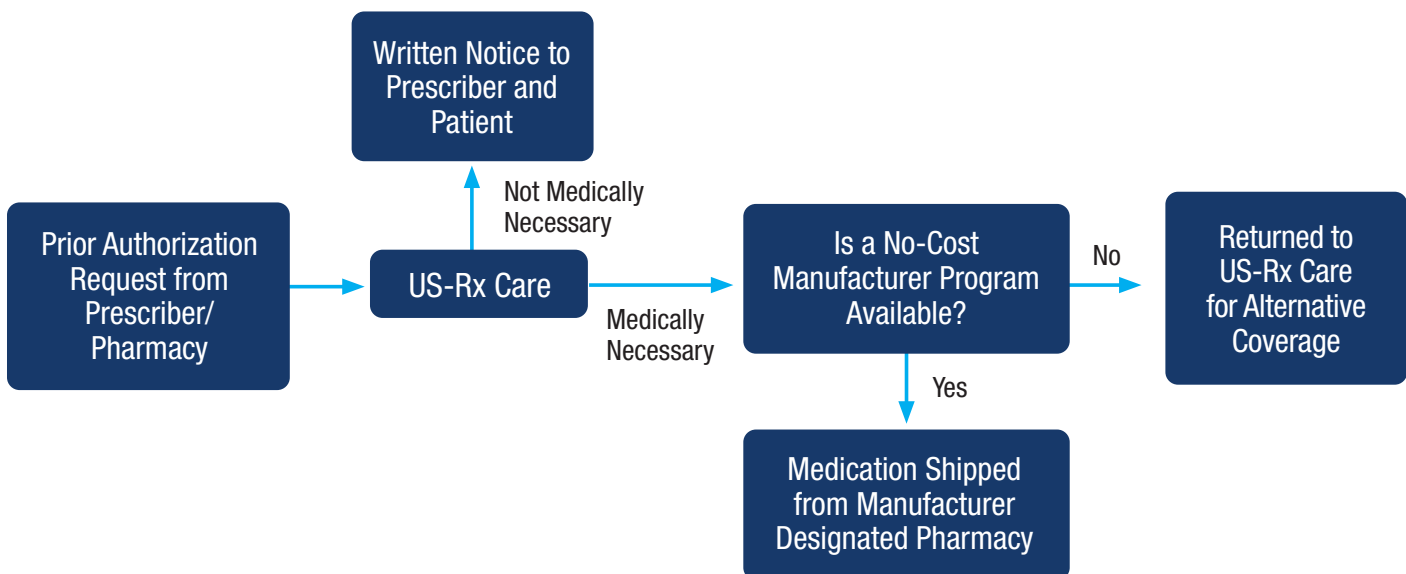 Written Notice to
Prescriber and
Patient
Not Medically
Necessary
Prior Authorization
Request from
Prescriber/
Pharmacy
US-Rx Care
Medically
Necessary
Is a No-Cost
Manufacturer Program
Available?
No
Returned to
US-Rx Care
for Alternative
Coverage
Yes
Medication Shipped
from Manufacturer
Designated Pharmacy